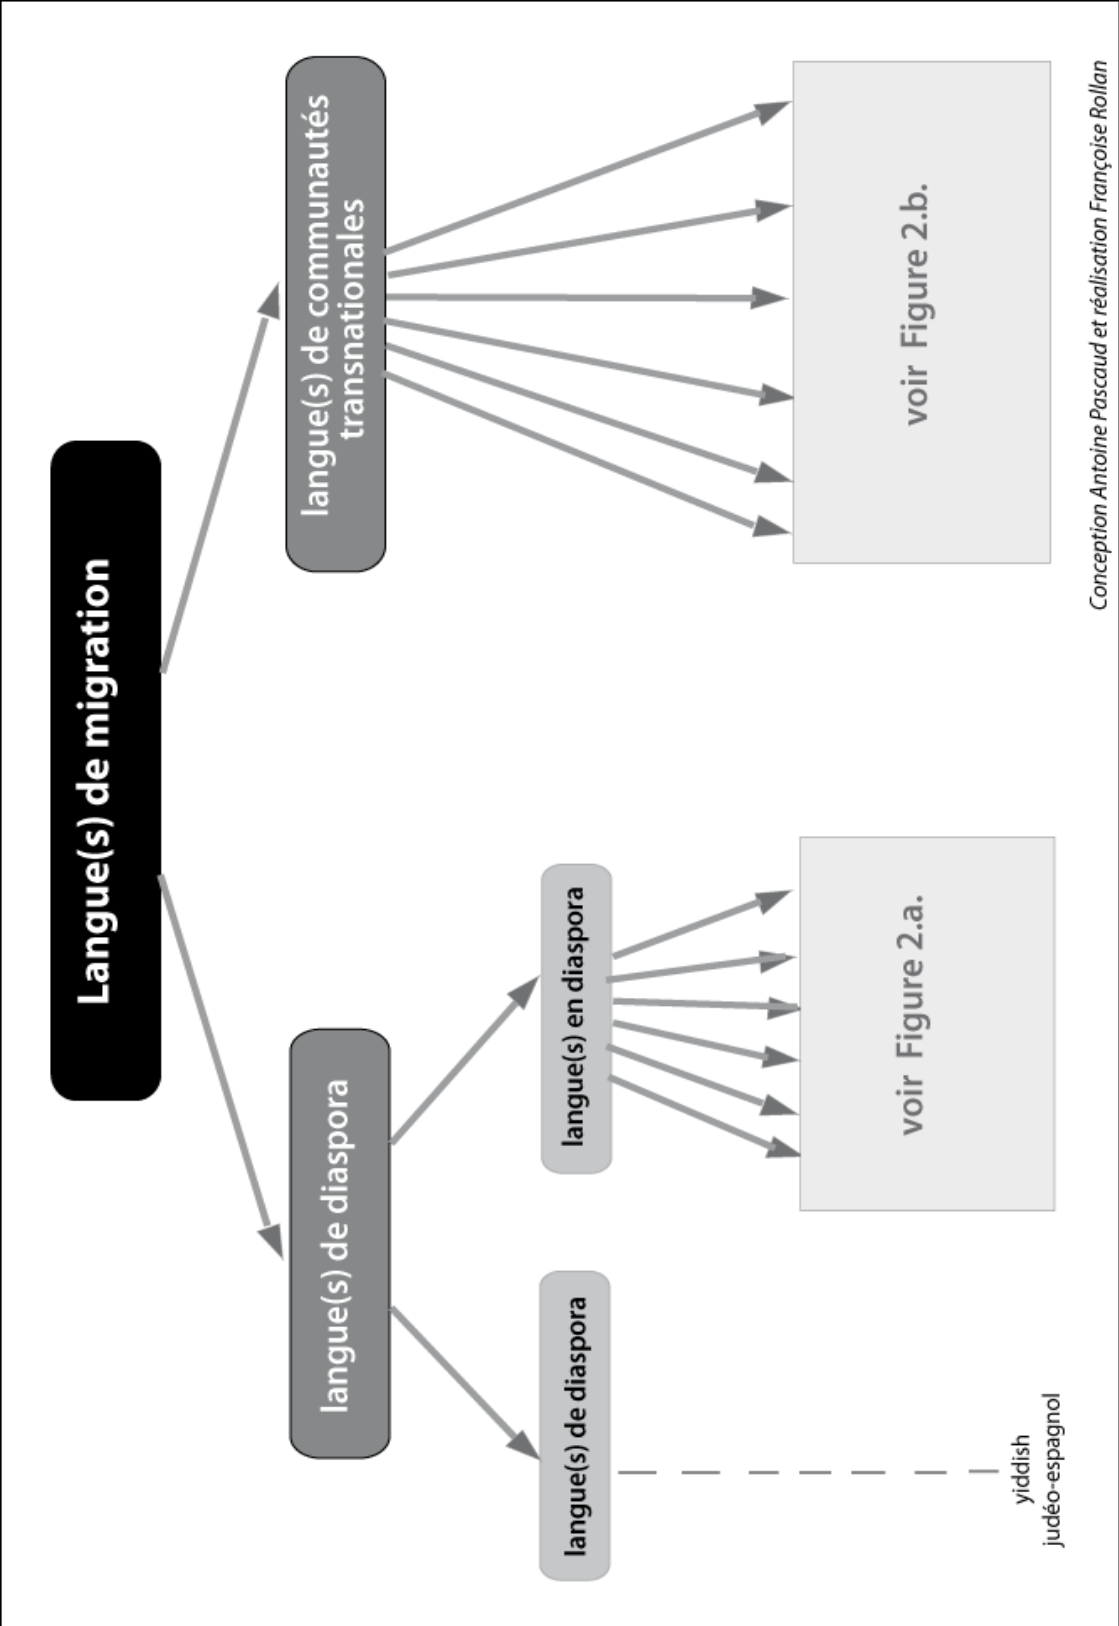 Langue(s) de migration
langue(s) de diaspora
langue(s) de communautés
transnationales
langue(s) de diaspora
langue(s) en diaspora
yiddish
judéo-espagnol
voir Figure 2.a.
voir Figure 2.b.
Conception Antoine Pascaud et réalisation Françoise Rollan